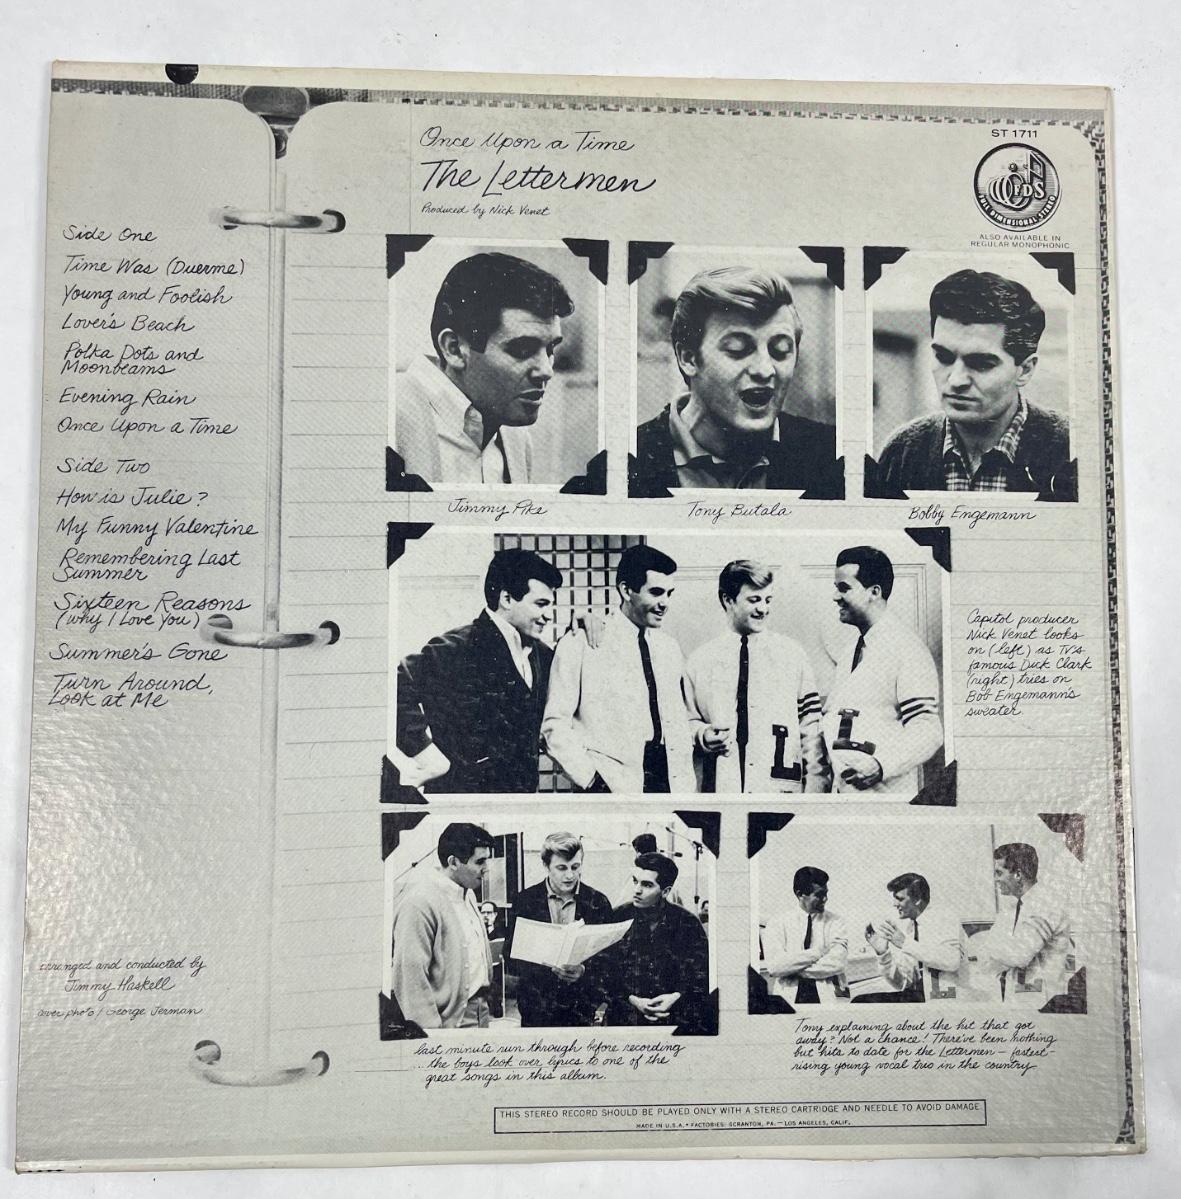 Once Upon a Time
The Lettermen
Produced by Nick Venet
ST 1711
FDS
FULL DIMENSIONAL STEREO
ALSO AVAILABLE IN
REGULAR MONOPHONIC
Side One
Time Was (Duerme)
Young and Foolish
Lover's Beach
Polka Dots and
Moonbeams
Evening Rain
Once Upon a Time
Side Two
How is Julie?
My Funny Valentine
Remembering Last
Summer
Sixteen Reasons
(Why I Love You)
Summer's Gone
Turn Around,
Look at Me
arranged and conducted by
Jimmy Haskell
cover photo / George Jerman
Jimmy Pike
Tony Butala
Bobby Engemann
L
L
Capitol producer
Nick Venet looks
on (left) as TV's
famous Dick Clark
(right) tries on
Bob Engemann's
sweater.
L
L
L
last minute run through before recording
... the boys look over lyrics to one of the
great songs in this album.
Tony explaining about the hit that got
away? Not a chance! There've been nothing
but hits to date for the Lettermen — fastest-
rising young vocal trio in the country
THIS STEREO RECORD SHOULD BE PLAYED ONLY WITH A STEREO CARTRIDGE AND NEEDLE TO AVOID DAMAGE
MADE IN U.S.A. • FACTORIES: SCRANTON, PA. — LOS ANGELES, CALIF.